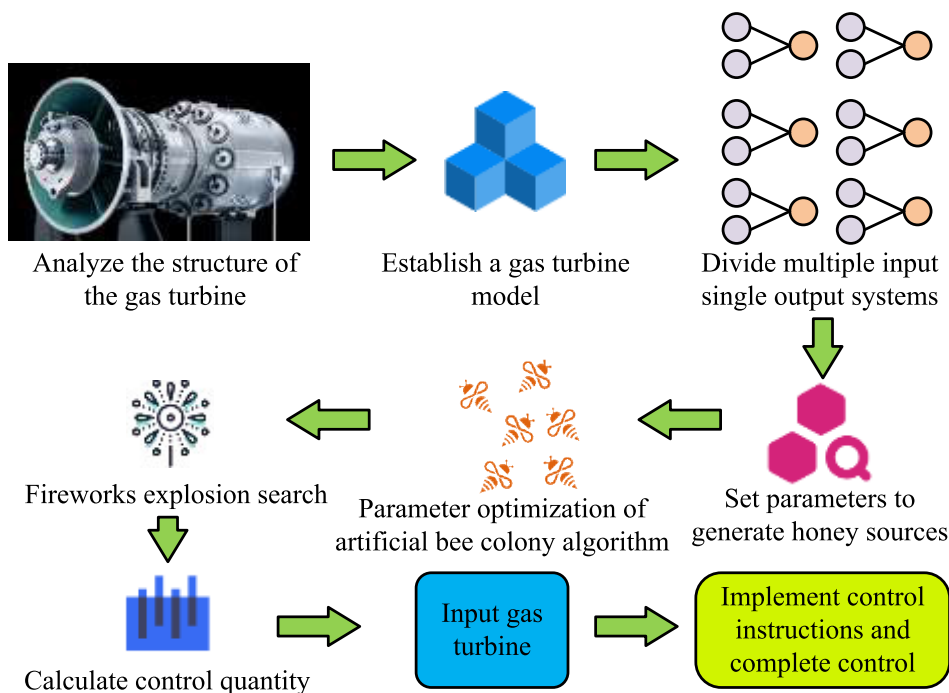 Analyze the structure of
the gas turbine
Establish a gas turbine
model
Divide multiple input
single output systems
Set parameters to
generate honey sources
Parameter optimization of
artificial bee colony algorithm
Fireworks explosion search
Calculate control quantity
Input gas
turbine
Implement control
instructions and
complete control